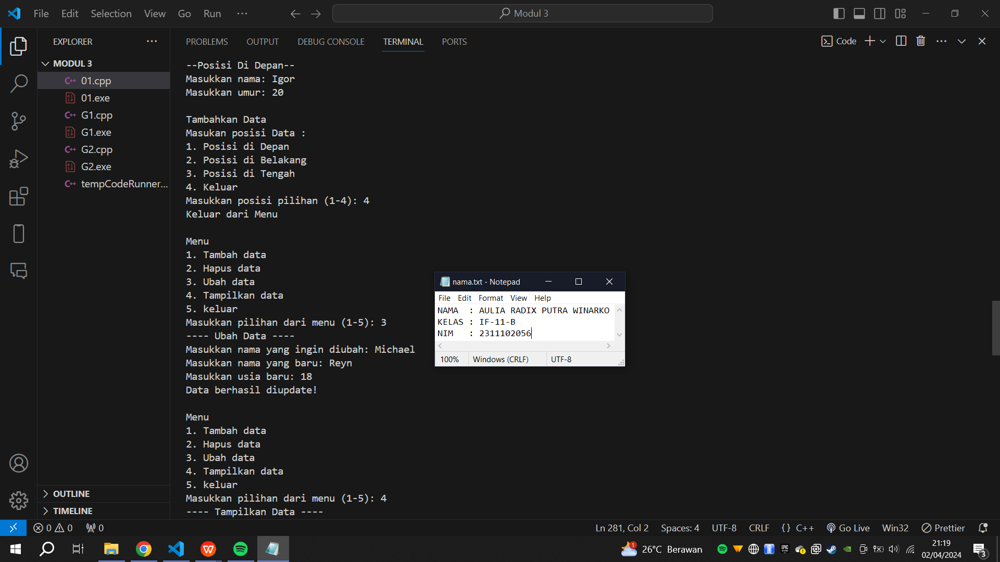 File Edit Selection View Go Run ···
Modul 3
EXPLORER
PROBLEMS OUTPUT DEBUG CONSOLE TERMINAL PORTS
Code
MODUL 3
01.cpp
01.exe
G1.cpp
G1.exe
G2.cpp
G2.exe
tempCodeRunner...
--Posisi Di Depan--
Masukkan nama: Igor
Masukkan umur: 20
Tambahkan Data
Masukan posisi Data :
1. Posisi di Depan
2. Posisi di Belakang
3. Posisi di Tengah
4. Keluar
Masukkan posisi pilihan (1-4): 4
Keluar dari Menu
Menu
1. Tambah data
2. Hapus data
3. Ubah data
4. Tampilkan data
5. keluar
Masukkan pilihan dari menu (1-5): 3
---- Ubah Data ----
Masukkan nama yang ingin diubah: Michael
Masukkan nama yang baru: Reyn
Masukkan usia baru: 18
Data berhasil diupdate!
Menu
1. Tambah data
2. Hapus data
3. Ubah data
4. Tampilkan data
5. keluar
Masukkan pilihan dari menu (1-5): 4
---- Tampilkan Data ----
nama.txt - Notepad
File Edit Format View Help
NAMA : AULIA RADIX PUTRA WINARKO
KELAS : IF-11-B
NIM : 2311102056
100% Windows (CRLF) UTF-8
OUTLINE
TIMELINE
0 0 0
Ln 281, Col 2 Spaces: 4 UTF-8 CRLF {} C++ Go Live Win32 Prettier
1 26°C Berawan
21:19
02/04/2024
3